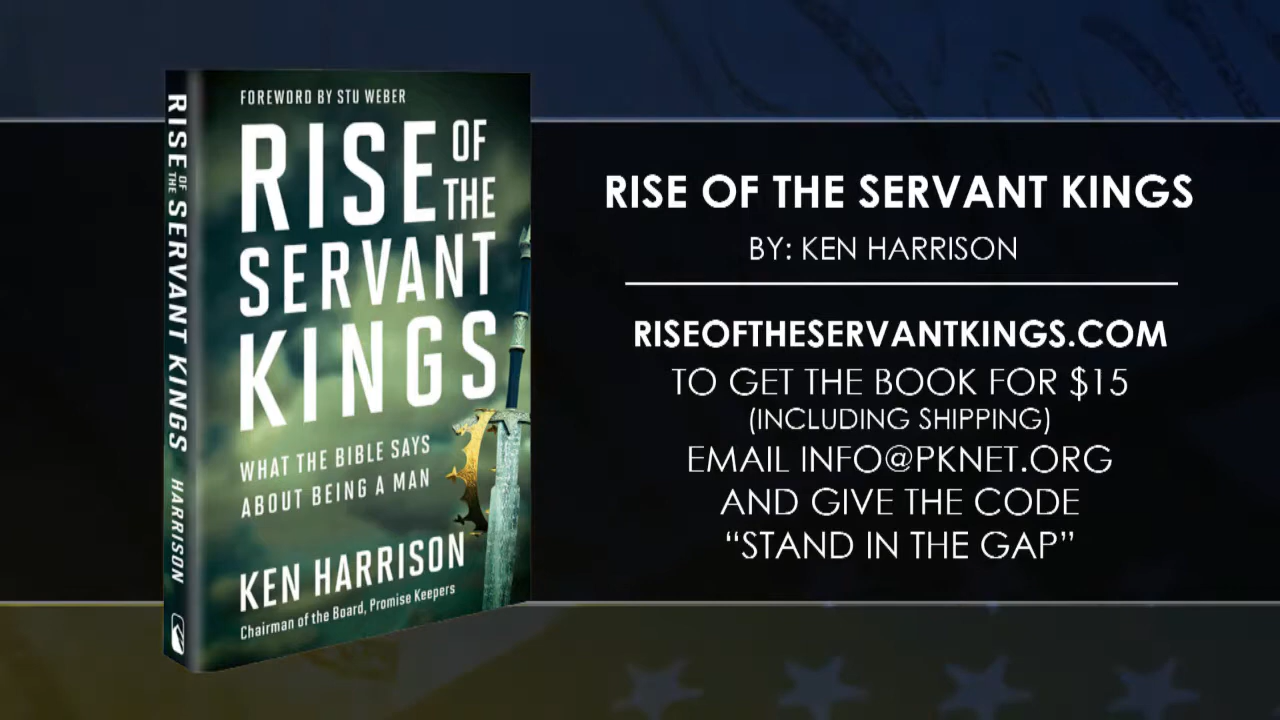 RISE OF THE SERVANT KINGS HARRISON
FOREWORD BY STU WEBER
RISE OF
THE
SERVANT
KINGS
WHAT THE BIBLE SAYS
ABOUT BEING A MAN
KEN HARRISON
Chairman of the Board, Promise Keepers
RISE OF THE SERVANT KINGS
BY: KEN HARRISON
RISEOFTHESERVANTKINGS.COM
TO GET THE BOOK FOR $15
(INCLUDING SHIPPING)
EMAIL INFO@PKNET.ORG
AND GIVE THE CODE
“STAND IN THE GAP”